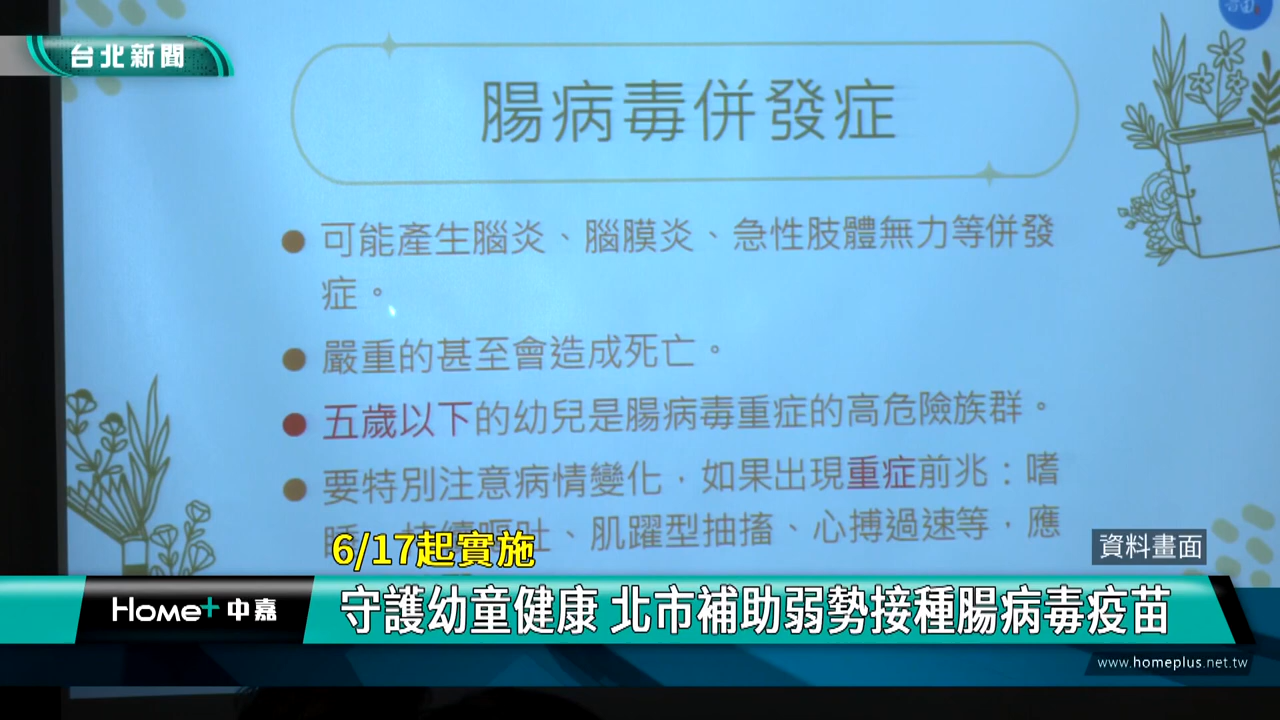 台北新聞
腸病毒併發症
可能產生腦炎、腦膜炎、急性肢體無力等併發
症。
嚴重的甚至會造成死亡。
五歲以下的幼兒是腸病毒重症的高危險族群。
要特別注意病情變化，如果出現重症前兆：嗜
、肌躍型抽搐、心搏過速等，應
6/17起實施
資料畫面
Home+中嘉
守護幼童健康 北市補助弱勢接種腸病毒疫苗
www.homeplus.net.tw